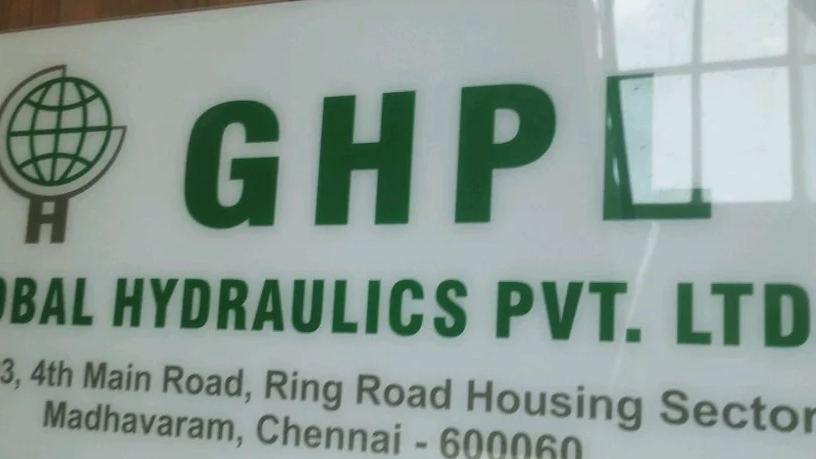 H
GHPL
OBAL HYDRAULICS PVT. LTD
3, 4th Main Road, Ring Road Housing Sector
Madhavaram, Chennai - 600060